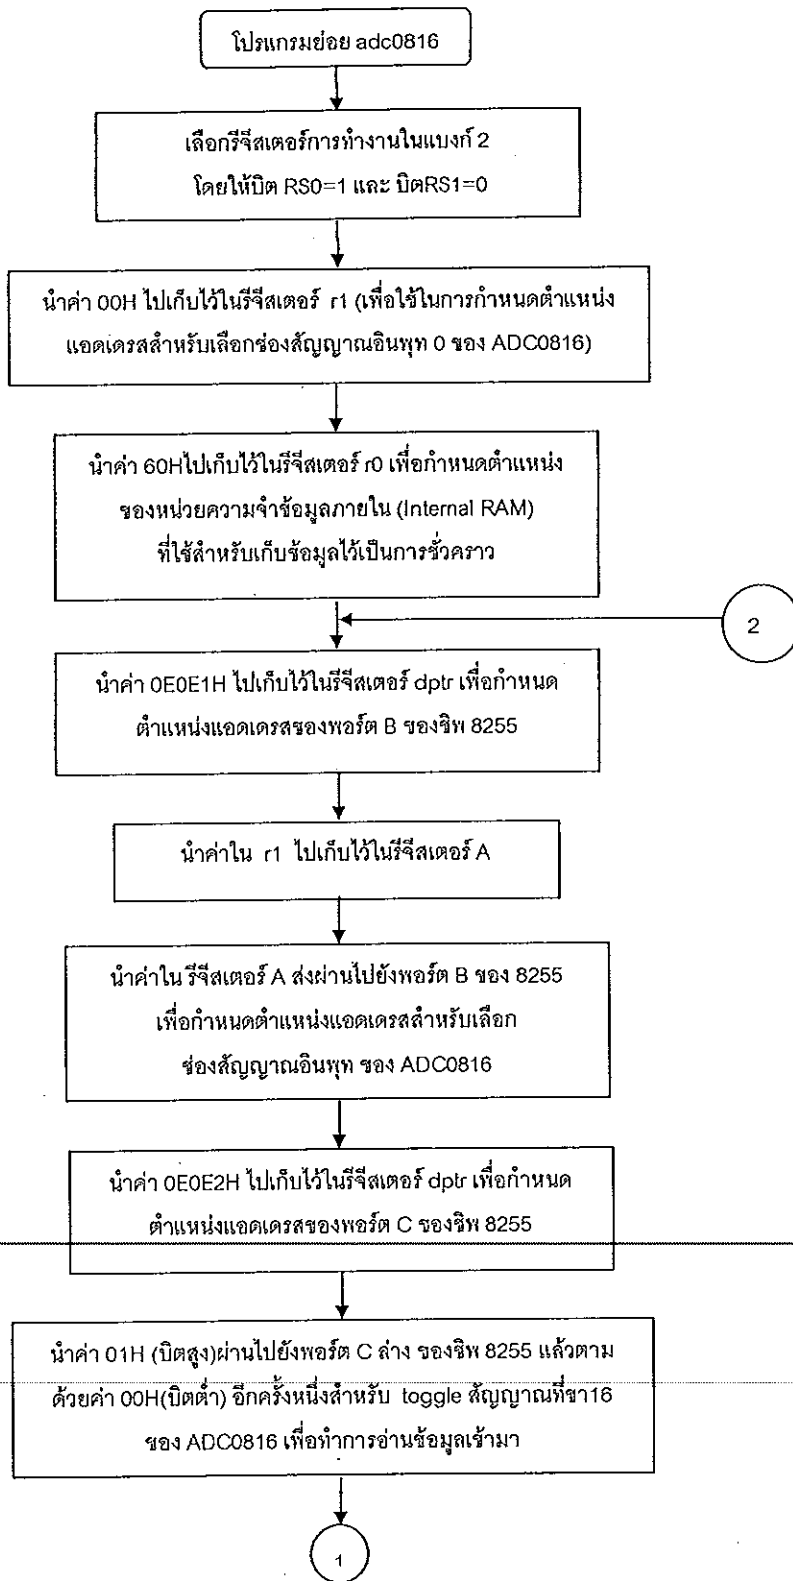 โปรแกรมย่อย adc0816
เลือกรีจีสเตอร์การทำงานในแบงก์ 2
โดยให้บิต RS0=1 และ บิตRS1=0
นำค่า 00H ไปเก็บไว้ในรีจีสเตอร์ r1 (เพื่อใช้ในการกำหนดตำแหน่ง
แอดเดรสสำหรับเลือกช่องสัญญาณอินพุท 0 ของ ADC0816)
นำค่า 60Hไปเก็บไว้ในรีจีสเตอร์ r0 เพื่อกำหนดตำแหน่ง
ของหน่วยความจำข้อมูลภายใน (Internal RAM)
ที่ใช้สำหรับเก็บข้อมูลไว้เป็นการชั่วคราว
2
นำค่า 0E0E1H ไปเก็บไว้ในรีจีสเตอร์ dptr เพื่อกำหนด
ตำแหน่งแอดเดรสของพอร์ต B ของชิพ 8255
นำค่าใน r1 ไปเก็บไว้ในรีจีสเตอร์ A
นำค่าใน รีจีสเตอร์ A ส่งผ่านไปยังพอร์ต B ของ 8255
เพื่อกำหนดตำแหน่งแอดเดรสสำหรับเลือก
ช่องสัญญาณอินพุท ของ ADC0816
นำค่า 0E0E2H ไปเก็บไว้ในรีจีสเตอร์ dptr เพื่อกำหนด
ตำแหน่งแอดเดรสของพอร์ต C ของชิพ 8255
นำค่า 01H (บิตสูง)ผ่านไปยังพอร์ต C ล่าง ของชิพ 8255 แล้วตาม
ด้วยค่า 00H(บิตต่ำ) อีกครั้งหนึ่งสำหรับ toggle สัญญาณที่ขา16
ของ ADC0816 เพื่อทำการอ่านข้อมูลเข้ามา
1